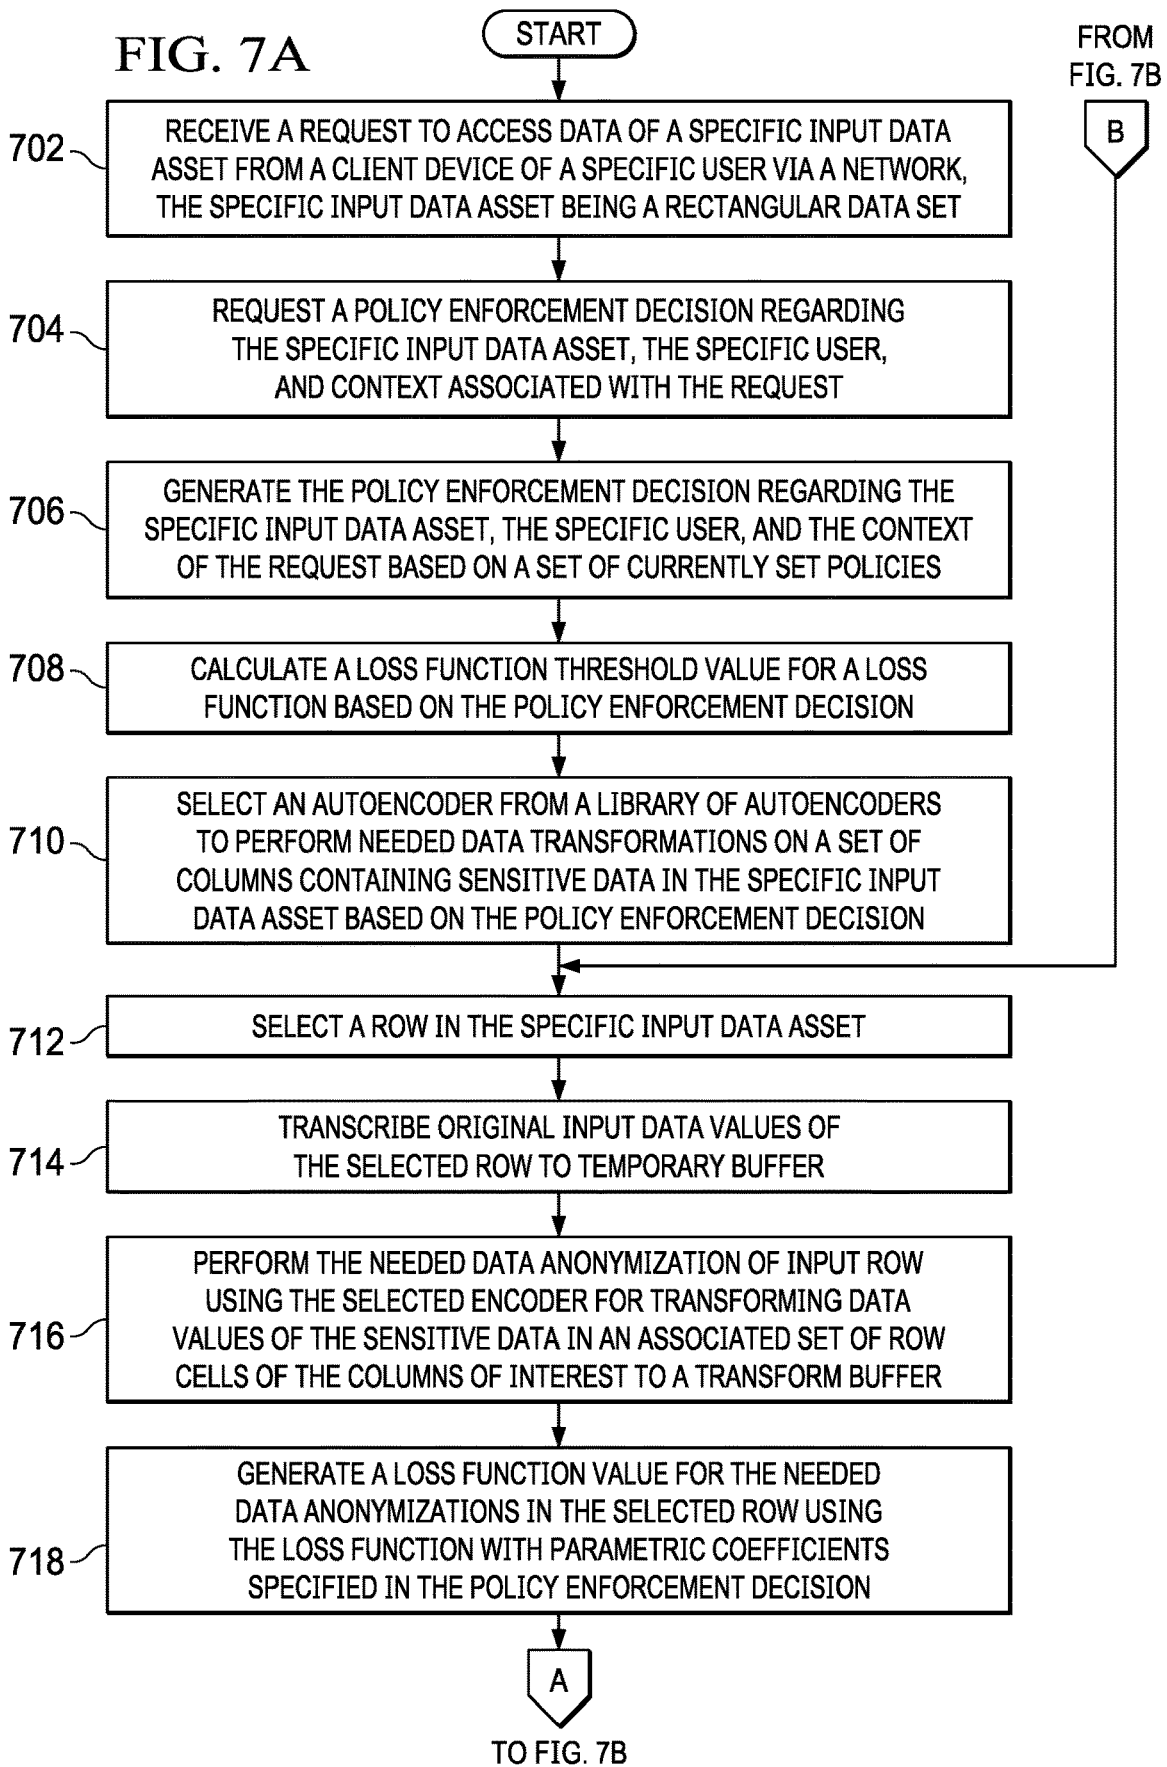 FIG. 7A
START
FROM
FIG. 7B
B
702
RECEIVE A REQUEST TO ACCESS DATA OF A SPECIFIC INPUT DATA
ASSET FROM A CLIENT DEVICE OF A SPECIFIC USER VIA A NETWORK,
THE SPECIFIC INPUT DATA ASSET BEING A RECTANGULAR DATA SET
704
REQUEST A POLICY ENFORCEMENT DECISION REGARDING
THE SPECIFIC INPUT DATA ASSET, THE SPECIFIC USER,
AND CONTEXT ASSOCIATED WITH THE REQUEST
706
GENERATE THE POLICY ENFORCEMENT DECISION REGARDING THE
SPECIFIC INPUT DATA ASSET, THE SPECIFIC USER, AND THE CONTEXT
OF THE REQUEST BASED ON A SET OF CURRENTLY SET POLICIES
708
CALCULATE A LOSS FUNCTION THRESHOLD VALUE FOR A LOSS
FUNCTION BASED ON THE POLICY ENFORCEMENT DECISION
710
SELECT AN AUTOENCODER FROM A LIBRARY OF AUTOENCODERS
TO PERFORM NEEDED DATA TRANSFORMATIONS ON A SET OF
COLUMNS CONTAINING SENSITIVE DATA IN THE SPECIFIC INPUT
DATA ASSET BASED ON THE POLICY ENFORCEMENT DECISION
712
SELECT A ROW IN THE SPECIFIC INPUT DATA ASSET
714
TRANSCRIBE ORIGINAL INPUT DATA VALUES OF
THE SELECTED ROW TO TEMPORARY BUFFER
716
PERFORM THE NEEDED DATA ANONYMIZATION OF INPUT ROW
USING THE SELECTED ENCODER FOR TRANSFORMING DATA
VALUES OF THE SENSITIVE DATA IN AN ASSOCIATED SET OF ROW
CELLS OF THE COLUMNS OF INTEREST TO A TRANSFORM BUFFER
718
GENERATE A LOSS FUNCTION VALUE FOR THE NEEDED
DATA ANONYMIZATIONS IN THE SELECTED ROW USING
THE LOSS FUNCTION WITH PARAMETRIC COEFFICIENTS
SPECIFIED IN THE POLICY ENFORCEMENT DECISION
A
TO FIG. 7B